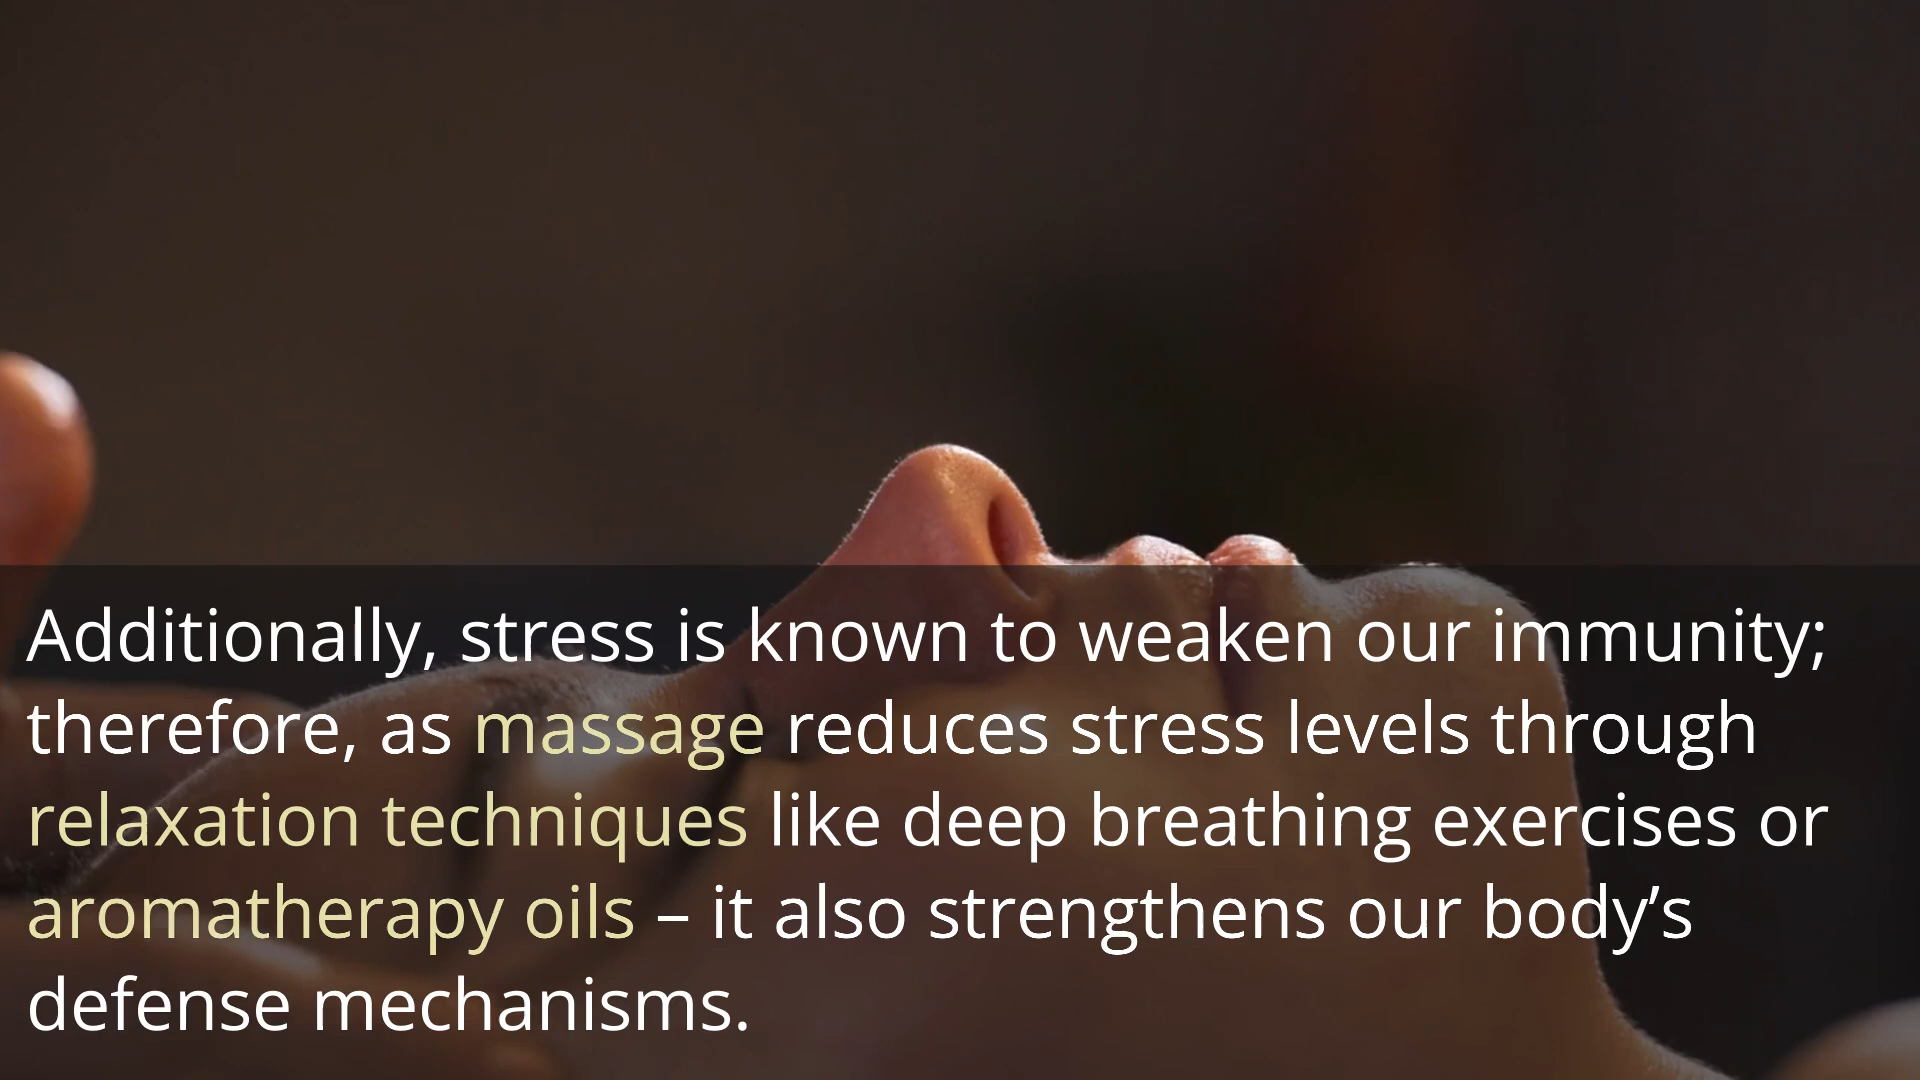 Additionally, stress is known to weaken our immunity;
therefore, as massage reduces stress levels through
relaxation techniques like deep breathing exercises or
aromatherapy oils – it also strengthens our body’s
defense mechanisms.